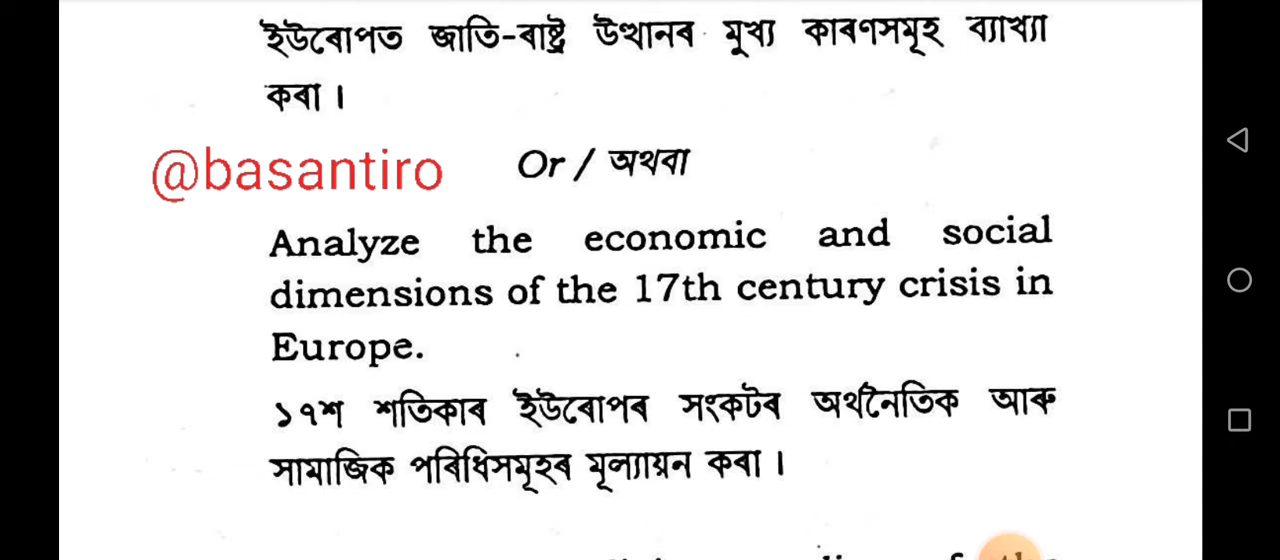 ইউৰোপত জাতি-ৰাষ্ট্ৰ উত্থানৰ মুখ্য কাৰণসমূহ ব্যাখ্যা
কৰা ।
@basantiro
Or / অথবা
Analyze the economic and social
dimensions of the 17th century crisis in
Europe.
১৭শ শতিকাৰ ইউৰোপৰ সংকটৰ অৰ্থনৈতিক আৰু
সামাজিক পৰিধিসমূহৰ মূল্যায়ন কৰা ।